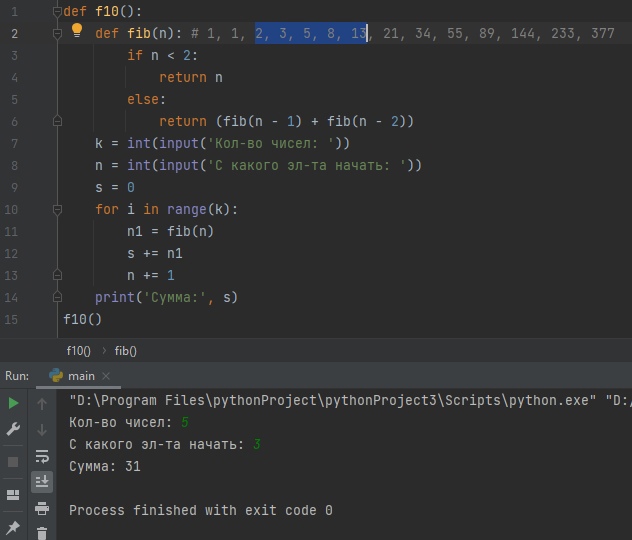 1 def f10():
2 def fib(n): # 1, 1, 2, 3, 5, 8, 13, 21, 34, 55, 89, 144, 233, 377
3 if n < 2:
4 return n
5 else:
6 return (fib(n - 1) + fib(n - 2))
7 k = int(input('Кол-во чисел: '))
8 n = int(input('С какого эл-та начать: '))
9 s = 0
10 for i in range(k):
11 n1 = fib(n)
12 s += n1
13 n += 1
14 print('Сумма:', s)
15 f10()
f10() › fib()
Run: main ×
"D:\Program Files\pythonProject\pythonProject3\Scripts\python.exe" "D:/
Кол-во чисел: 5
С какого эл-та начать: 3
Сумма: 31
Process finished with exit code 0